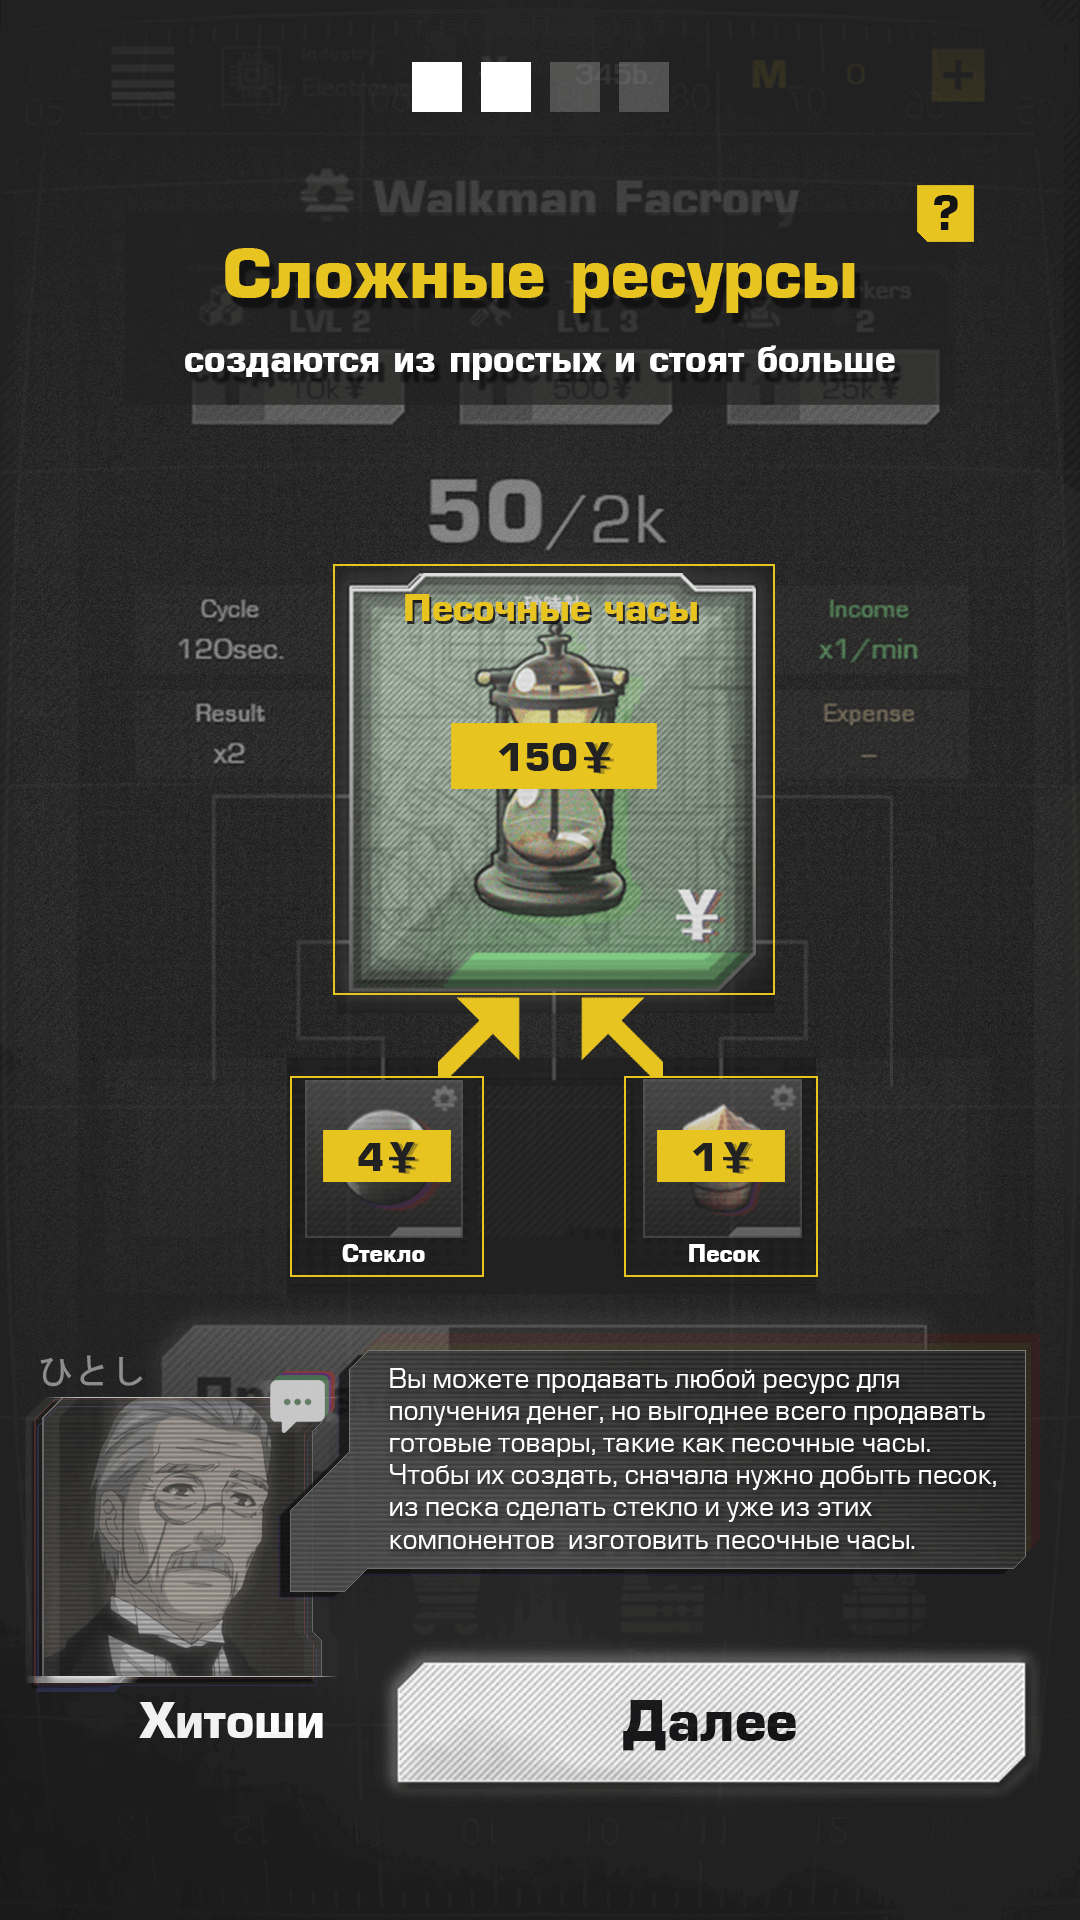 Industry
Electronic
345b.
M 0 +
Walkman Facrory
?
Сложные ресурсы
LVL 2
LVL 3
2
создаются из простых и стоят больше
10k ¥
500 ¥
25k ¥
50/2k
Cycle
120sec.
Result
x2
Income
x1/min
Expense
–
Песочные часы
150 ¥
¥
4 ¥
1 ¥
Стекло
Песок
ひとし
Вы можете продавать любой ресурс для
получения денег, но выгоднее всего продавать
готовые товары, такие как песочные часы.
Чтобы их создать, сначала нужно добыть песок,
из песка сделать стекло и уже из этих
компонентов изготовить песочные часы.
Хитоши
Далее